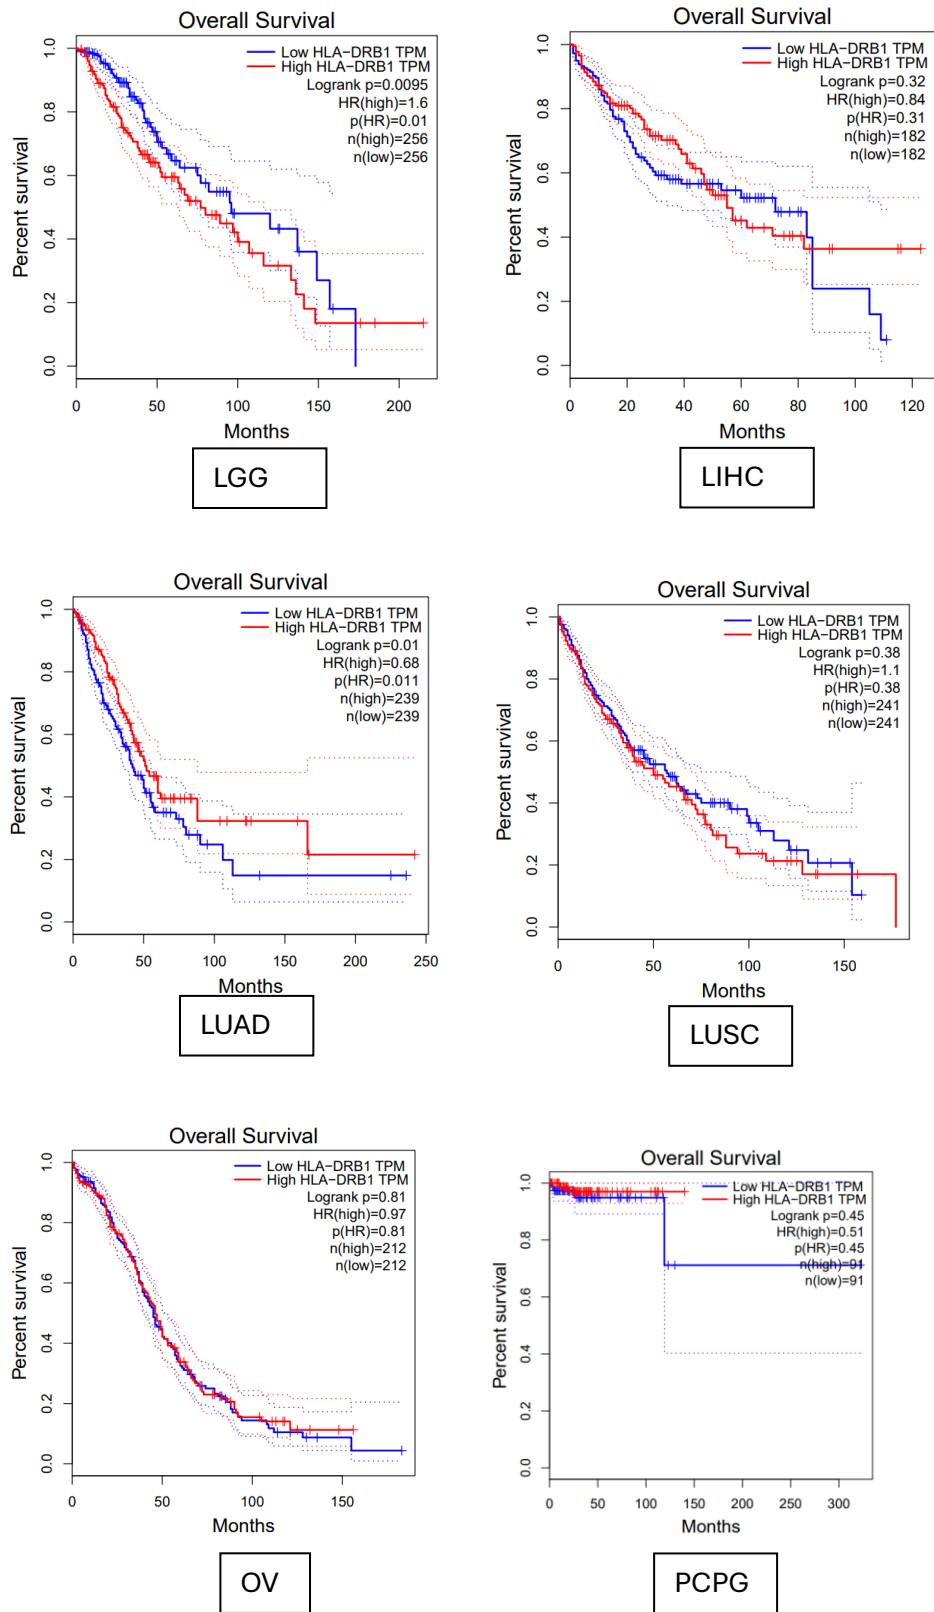 Overall Survival
Low HLA-DRB1 TPM
High HLA-DRB1 TPM
Logrank p=0.0095
HR(high)=1.6
p(HR)=0.01
n(high)=256
n(low)=256
Percent survival
1.0
0.8
0.6
0.4
0.2
0.0
0 50 100 150 200
Months
LGG
Overall Survival
Low HLA-DRB1 TPM
High HLA-DRB1 TPM
Logrank p=0.32
HR(high)=0.84
p(HR)=0.31
n(high)=182
n(low)=182
Percent survival
1.0
0.8
0.6
0.4
0.2
0.0
0 20 40 60 80 100 120
Months
LIHC
Overall Survival
Low HLA-DRB1 TPM
High HLA-DRB1 TPM
Logrank p=0.01
HR(high)=0.68
p(HR)=0.011
n(high)=239
n(low)=239
Percent survival
1.0
0.8
0.6
0.4
0.2
0.0
0 50 100 150 200 250
Months
LUAD
Overall Survival
Low HLA-DRB1 TPM
High HLA-DRB1 TPM
Logrank p=0.38
HR(high)=1.1
p(HR)=0.38
n(high)=241
n(low)=241
Percent survival
1.0
0.8
0.6
0.4
0.2
0.0
0 50 100 150
Months
LUSC
Overall Survival
Low HLA-DRB1 TPM
High HLA-DRB1 TPM
Logrank p=0.81
HR(high)=0.97
p(HR)=0.81
n(high)=212
n(low)=212
Percent survival
1.0
0.8
0.6
0.4
0.2
0.0
0 50 100 150
Months
OV
Overall Survival
Low HLA-DRB1 TPM
High HLA-DRB1 TPM
Logrank p=0.45
HR(high)=0.51
p(HR)=0.45
n(high)=91
n(low)=91
Percent survival
1.0
0.8
0.6
0.4
0.2
0.0
0 50 100 150 200 250 300
Months
PCPG